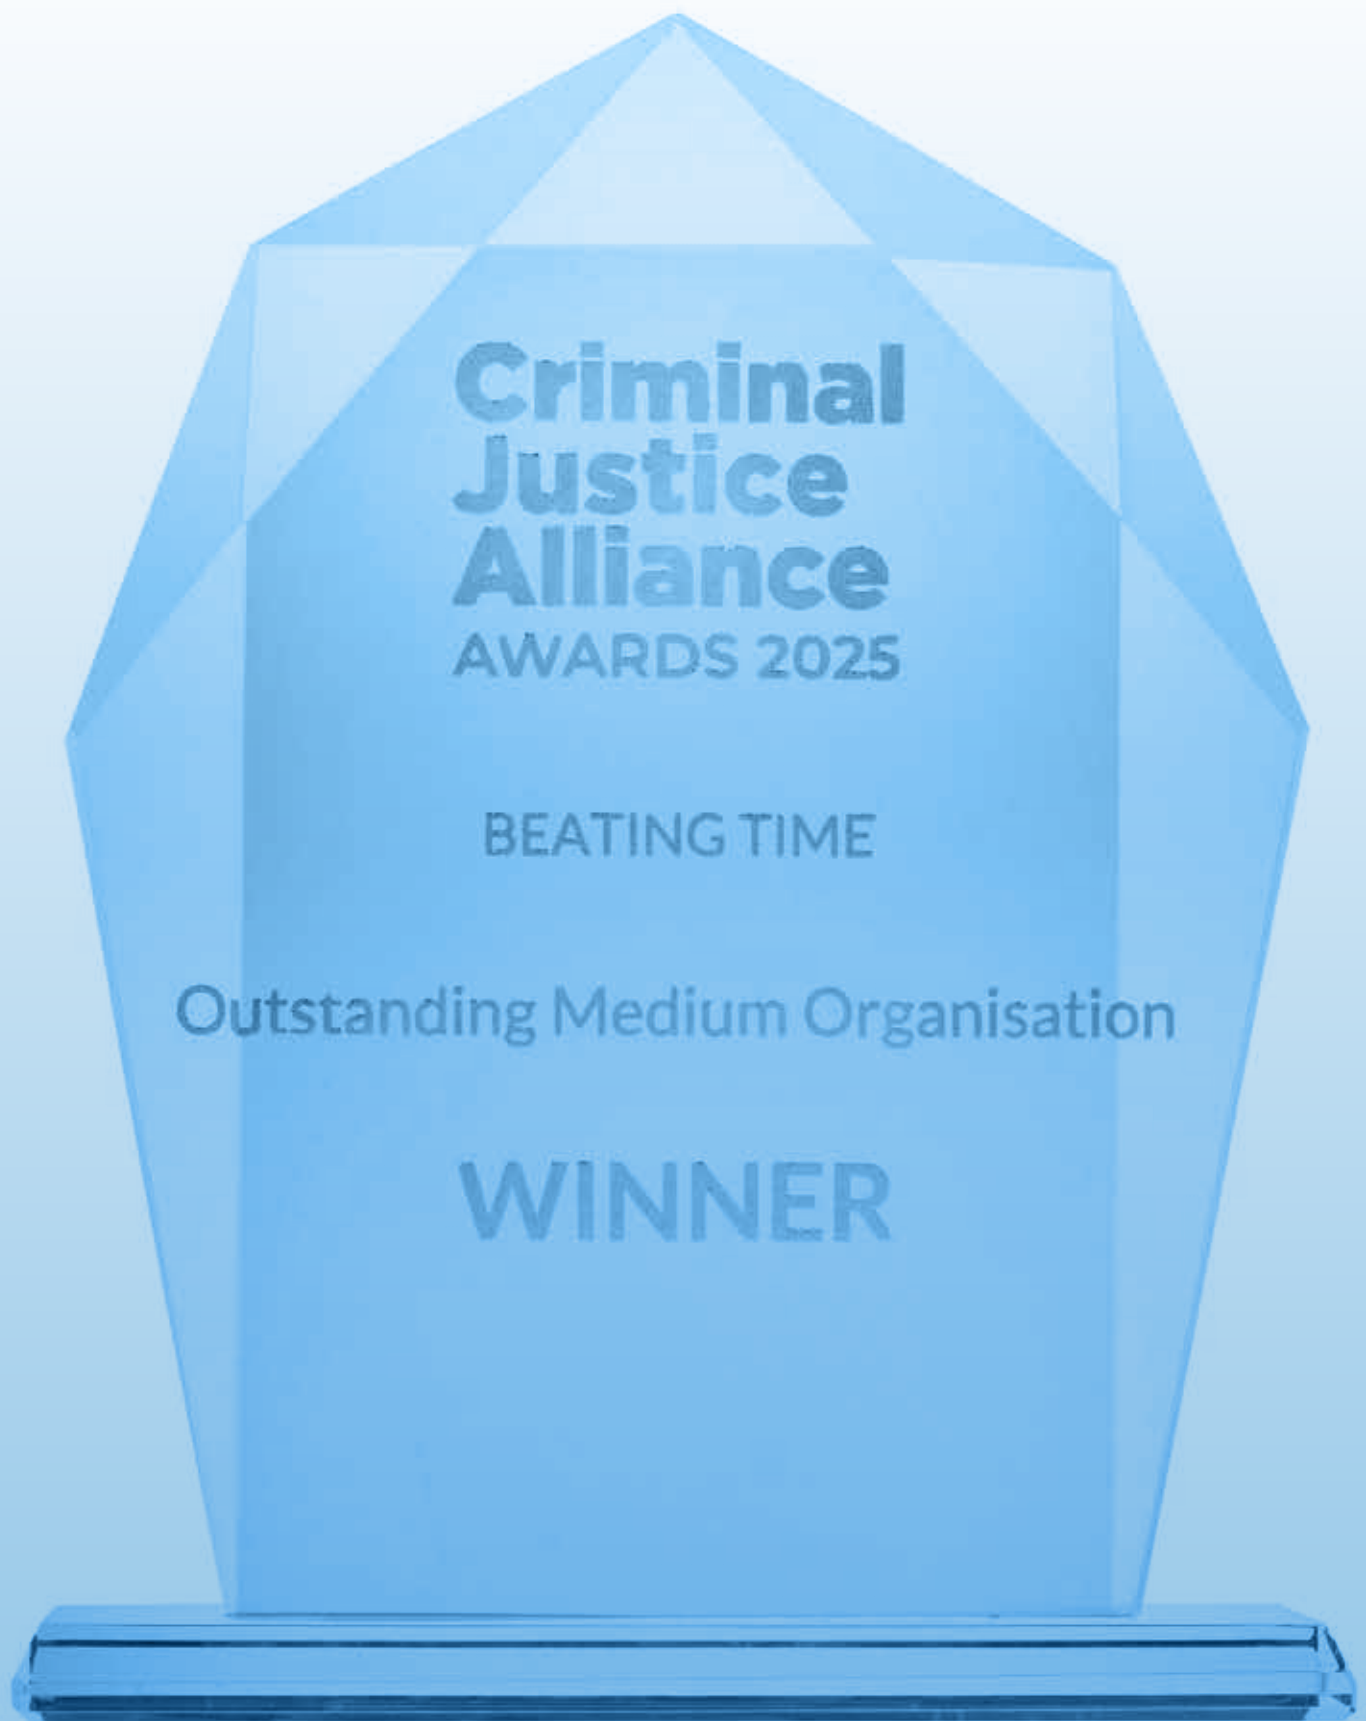 Criminal
Justice
Alliance
AWARDS 2025
BEATING TIME
Outstanding Medium Organisation
WINNER